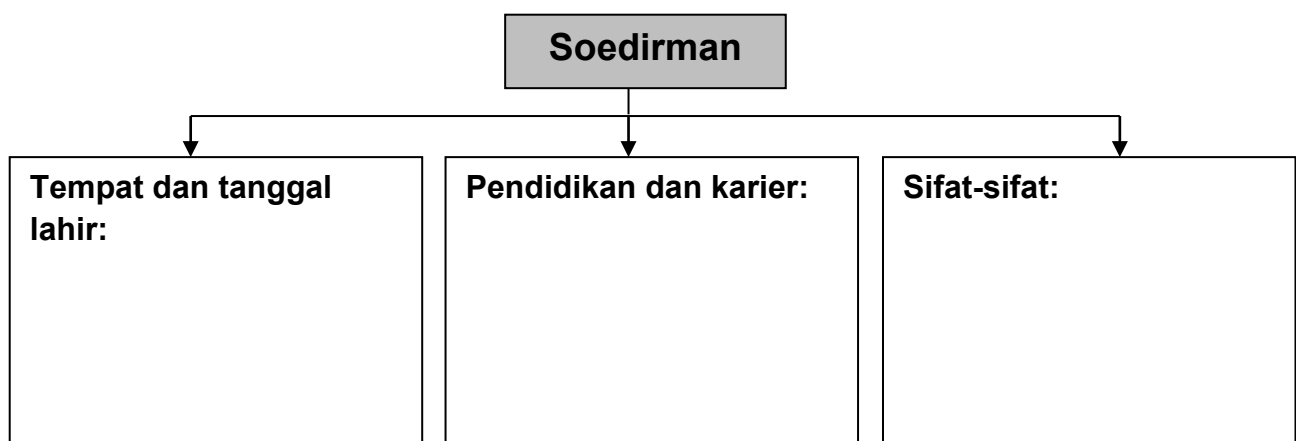 Soedirman
Tempat dan tanggal
lahir:
Pendidikan dan karier:
Sifat-sifat: